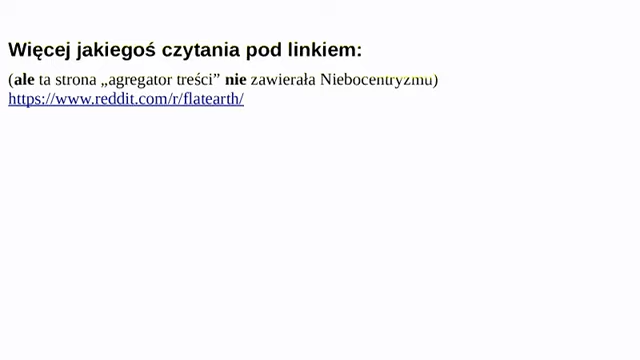 Więcej jakiegoś czytania pod linkiem:
(ale ta strona „agregator treści” nie zawierała Niebocentryzmu)
https://www.reddit.com/r/flatearth/